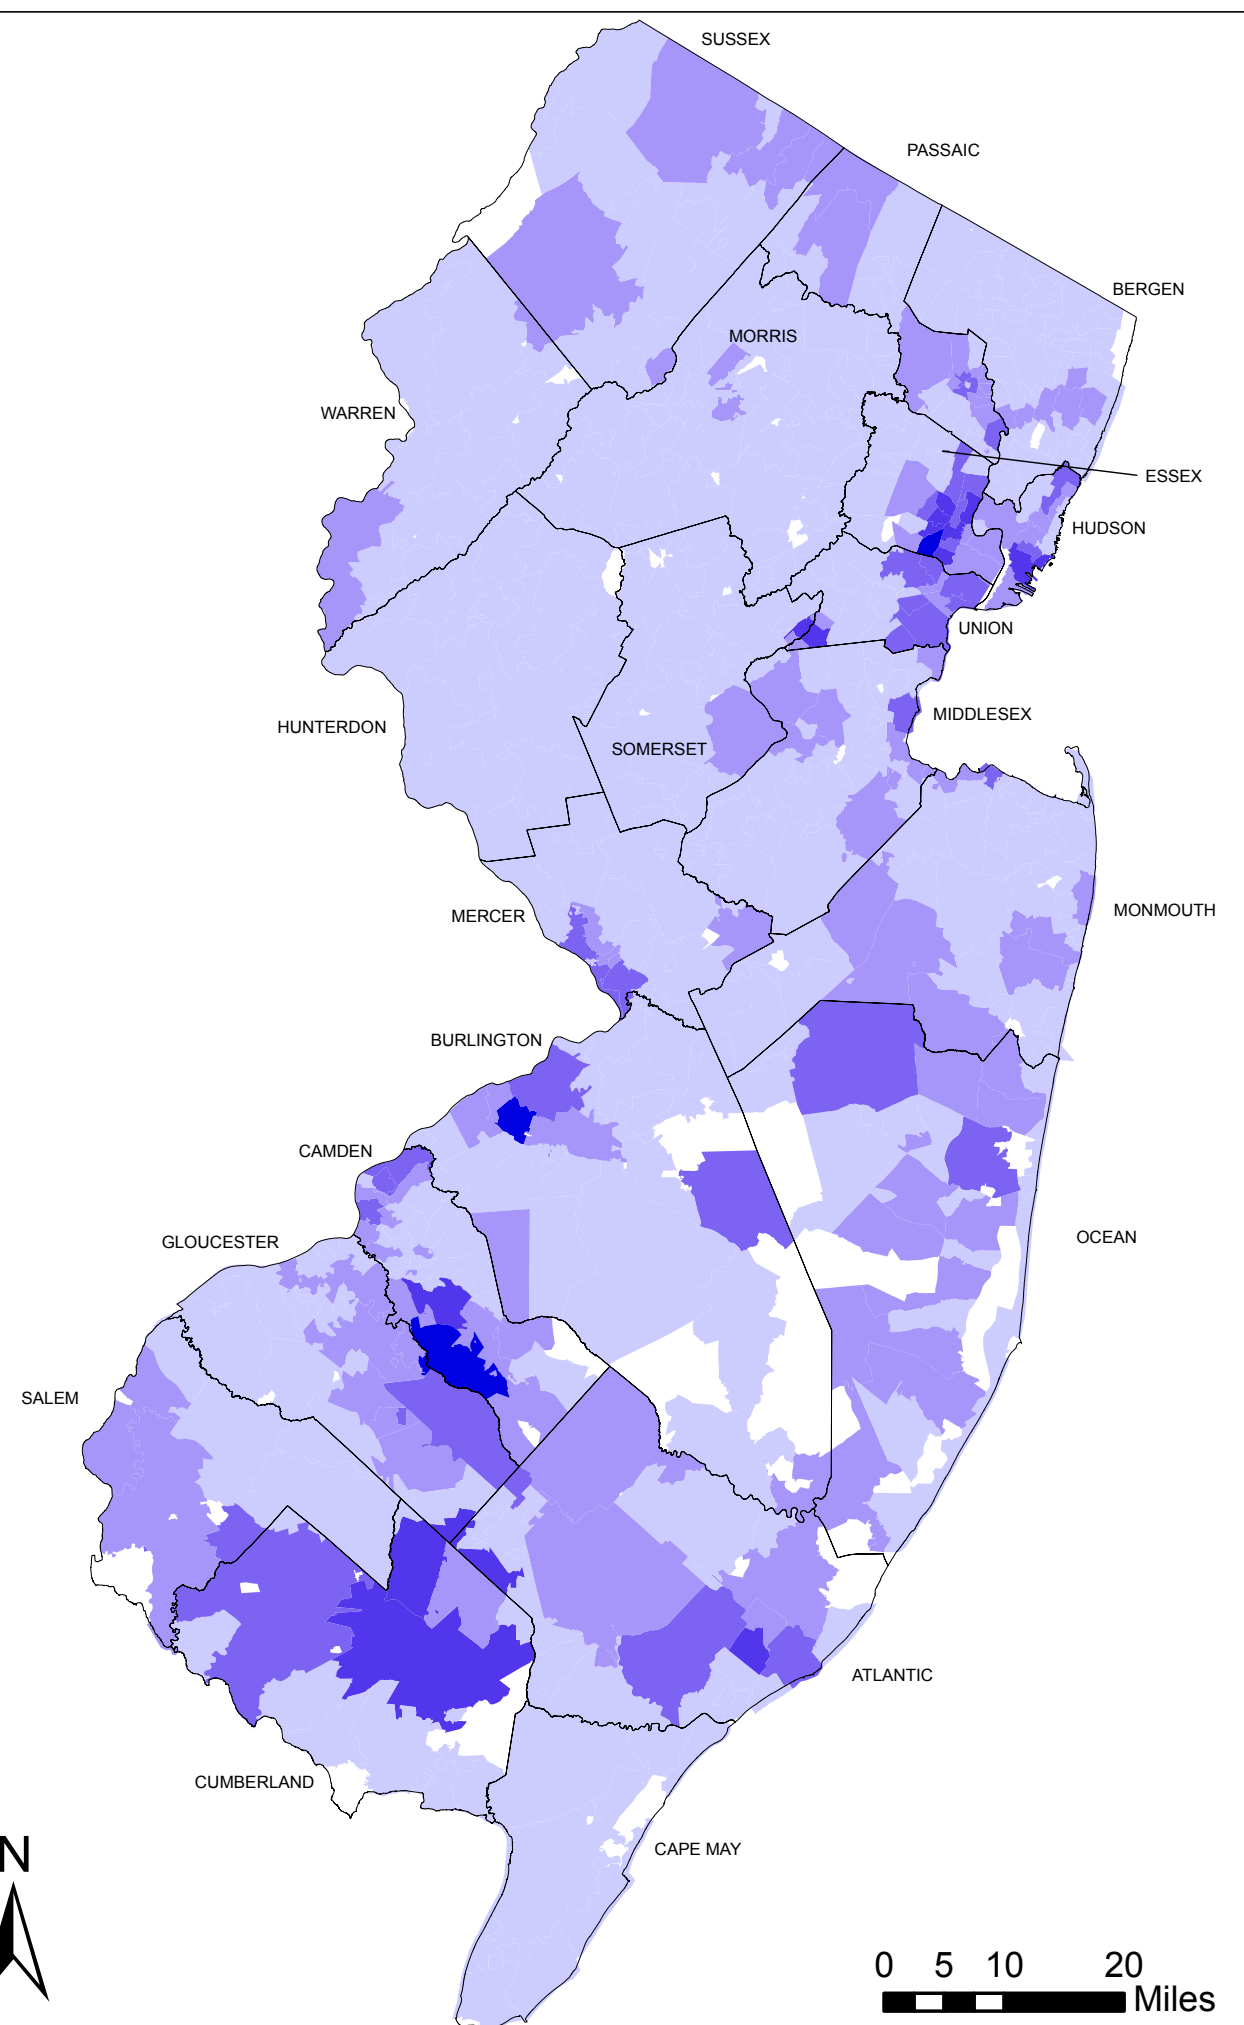 SUSSEX
PASSAIC
BERGEN
MORRIS
WARREN
ESSEX
HUDSON
UNION
MIDDLESEX
HUNTERDON
SOMERSET
MERCER
MONMOUTH
BURLINGTON
CAMDEN
OCEAN
GLOUCESTER
SALEM
ATLANTIC
CUMBERLAND
CAPE MAY
N
0 5 10 20
Miles